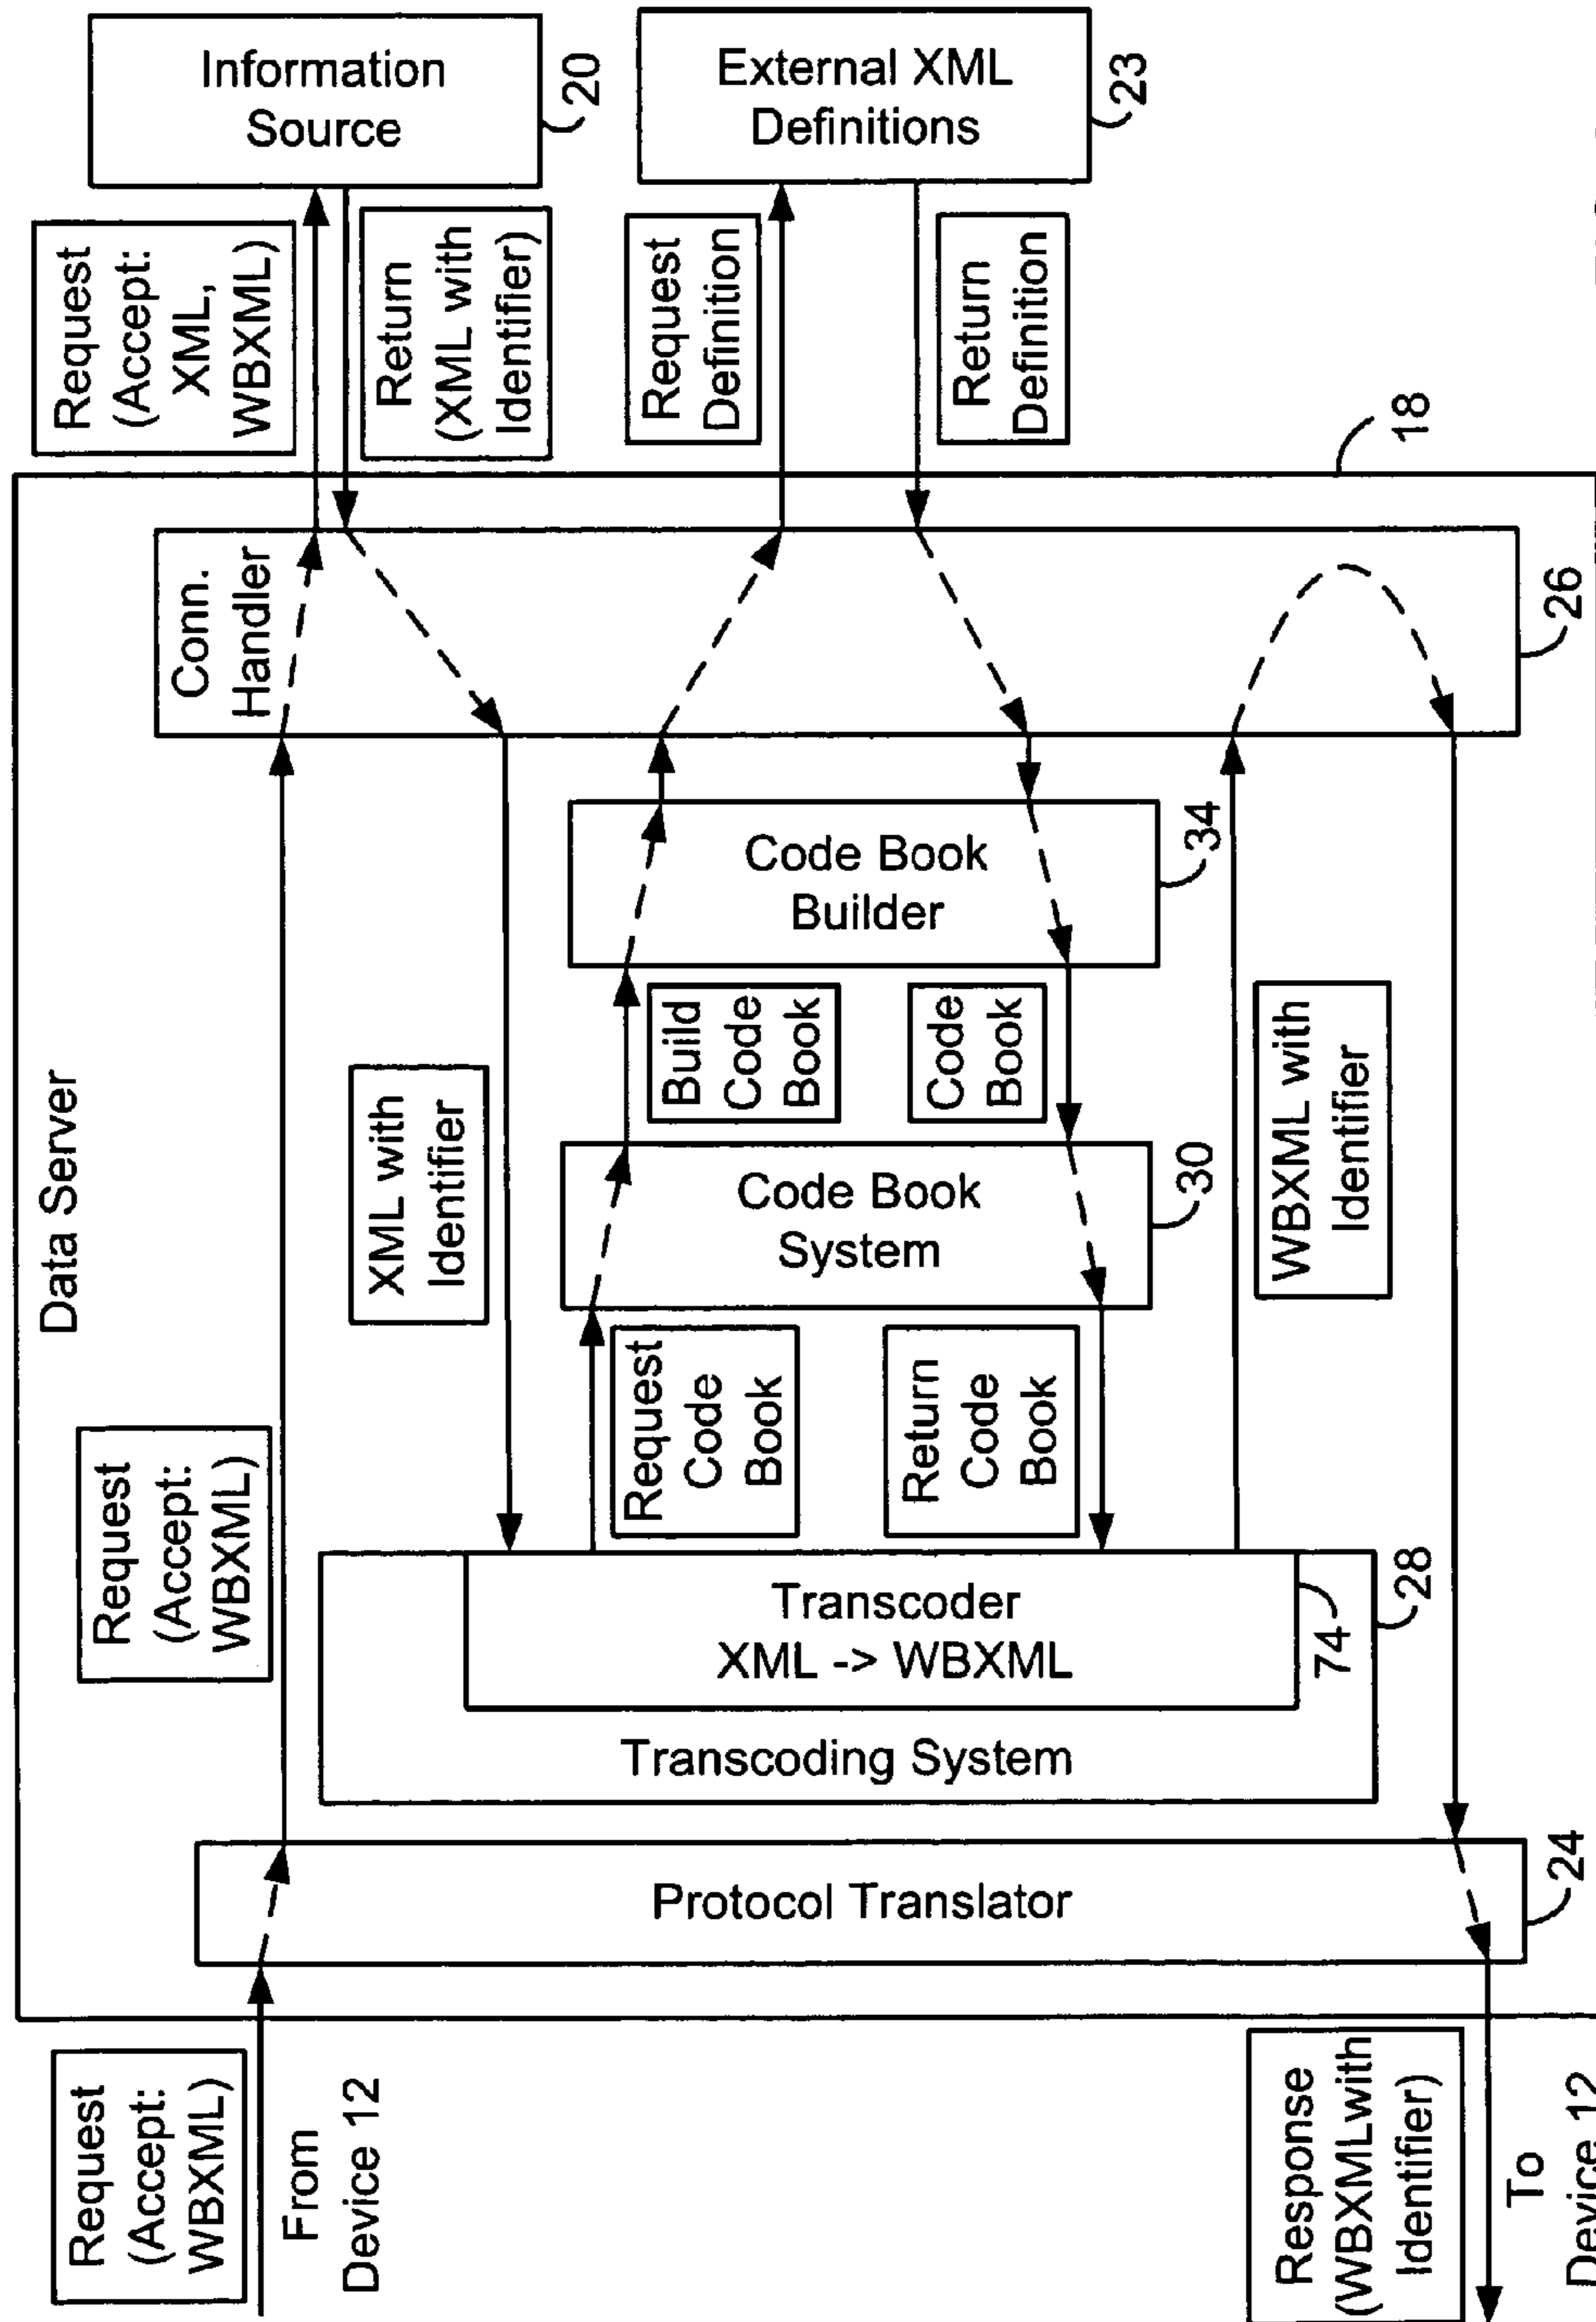 Data Server
Request
(Accept:
WBXML)
From
Device 12
Response
(WBXMLwith
Identifier)
To
Device 12
Protocol Translator
24
Request
(Accept:
WBXML)
Transcoding System
Transcoder
XML -> WBXML
74
28
XML with
Identifier
Request
Code
Book
Return
Code
Book
Code Book
System
30
Build
Code
Book
Code
Book
WBXML with
Identifier
Code Book
Builder
34
Conn.
Handler
26
18
Request
(Accept:
XML,
WBXML)
Return
(XML with
Identifier)
Request
Definition
Return
Definition
Information
Source
20
External XML
Definitions
23